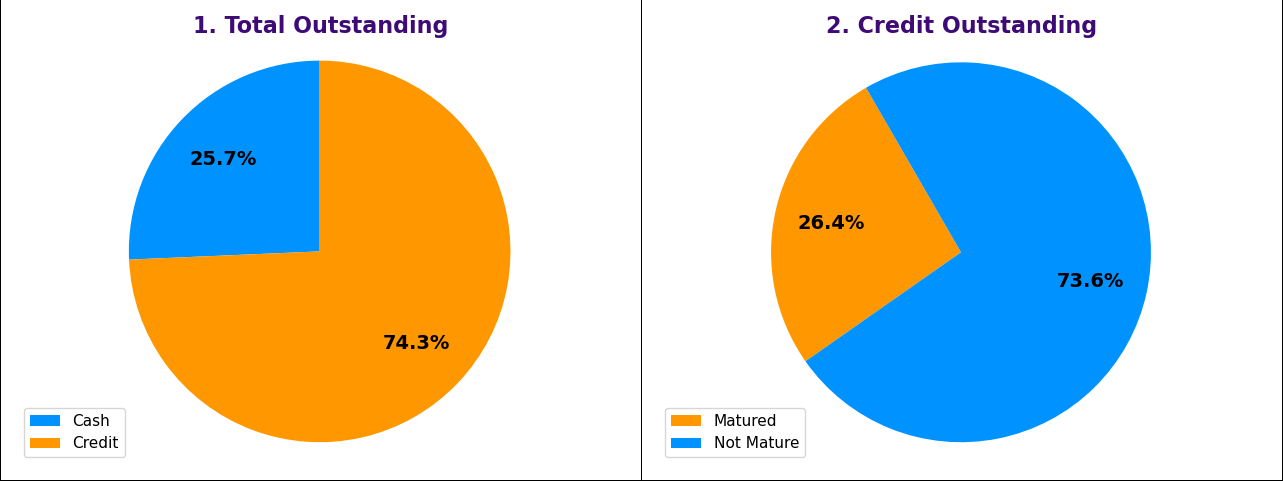 1. Total Outstanding
25.7%
74.3%
Cash
Credit
2. Credit Outstanding
26.4%
73.6%
Matured
Not Mature